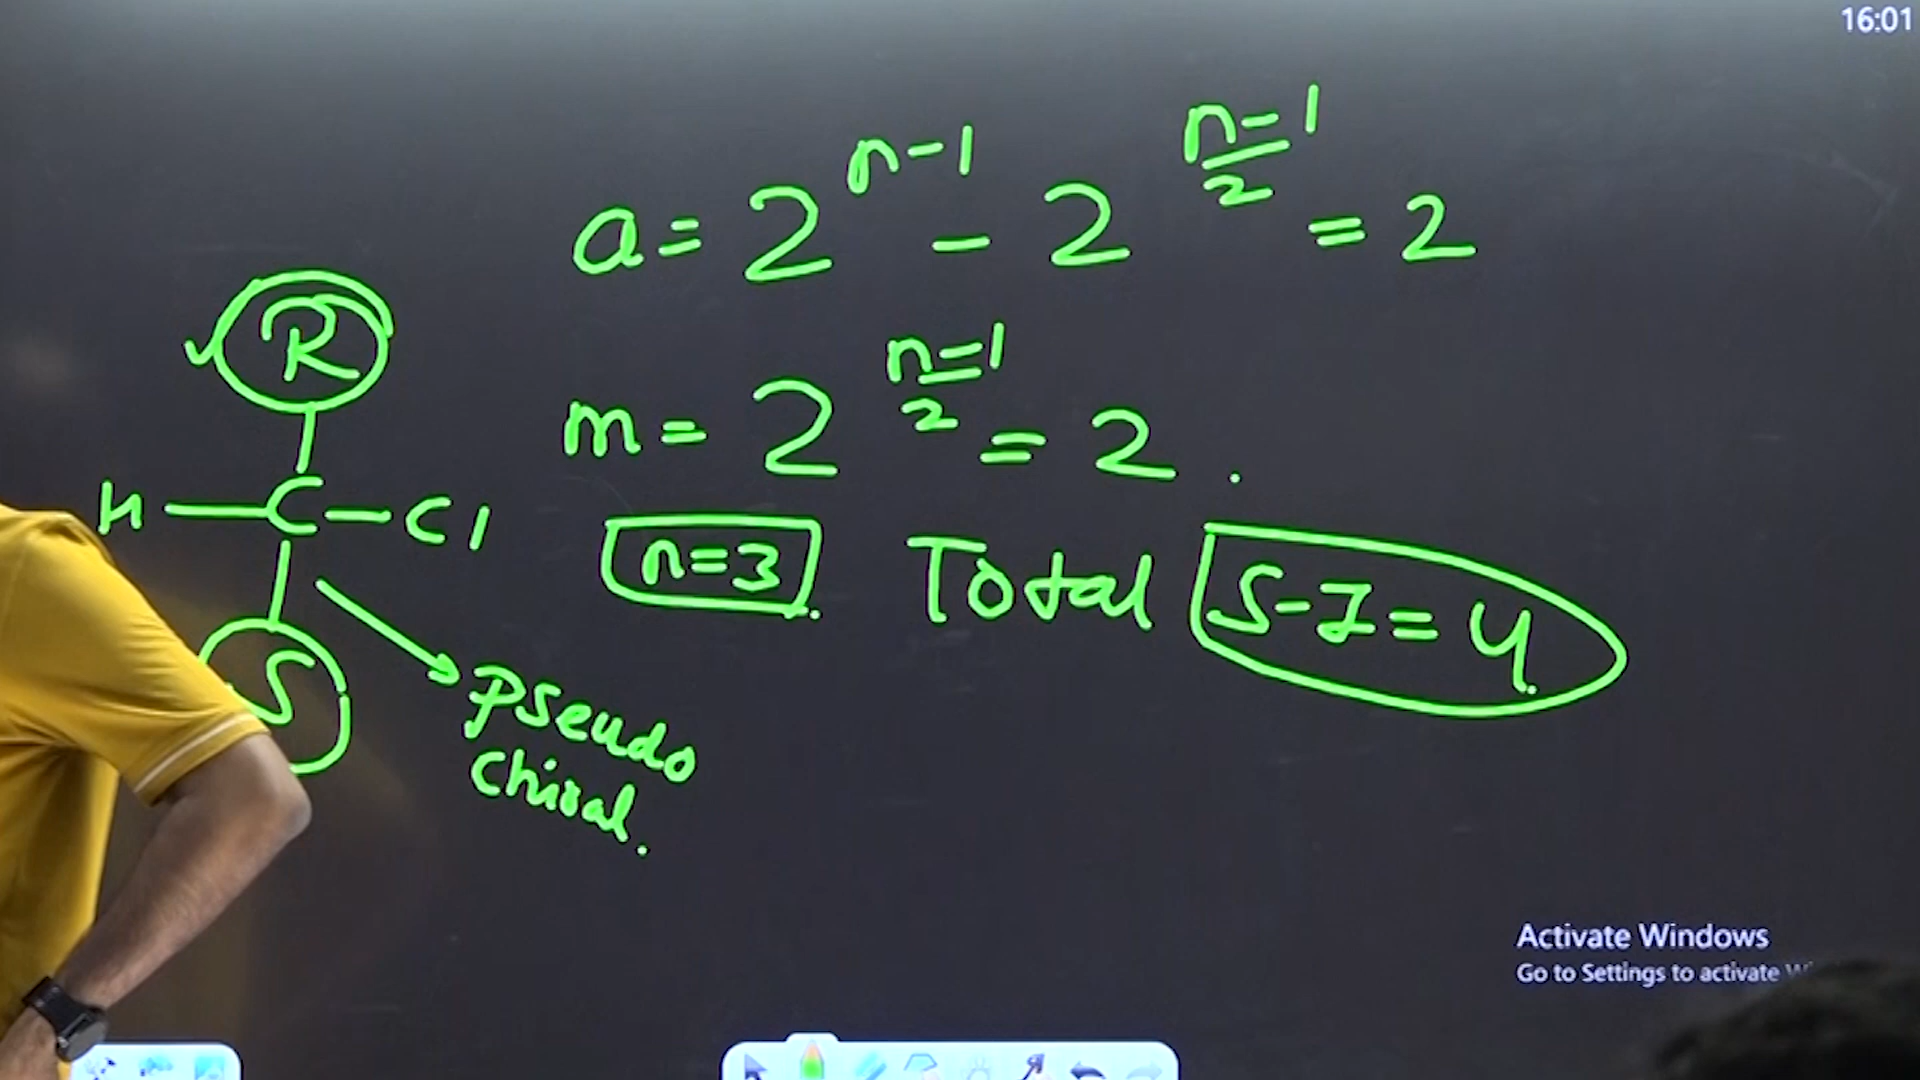 16:01
a = 2^(n-1) - 2^((n-1)/2) = 2
R
m = 2^((n-1)/2) = 2.
H—C—Cl
n=3. Total S-I = 4
S
pseudo
chiral.
Activate Windows
Go to Settings to activate